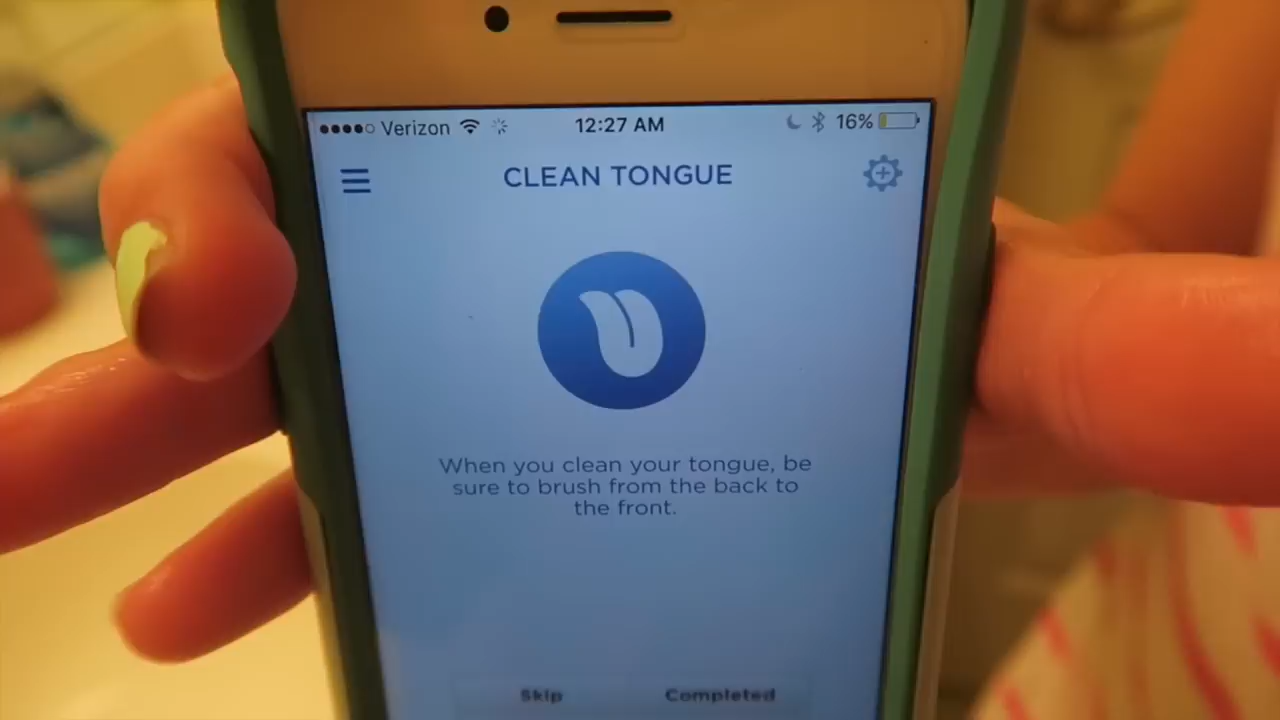 Verizon 12:27 AM 16%
CLEAN TONGUE
When you clean your tongue, be
sure to brush from the back to
the front.
Skip Completed